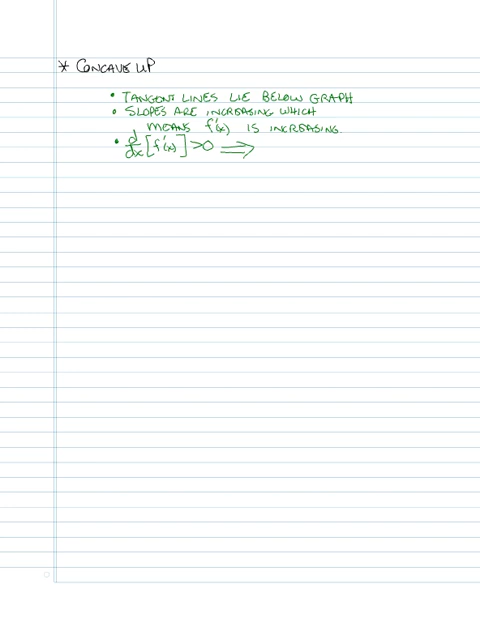 * CONCAVE UP
• TANGENT LINES LIE BELOW GRAPH
• SLOPES ARE INCREASING WHICH
MEANS f'(x) IS INCREASING.
• d/dx [f'(x)] >0 ⟹